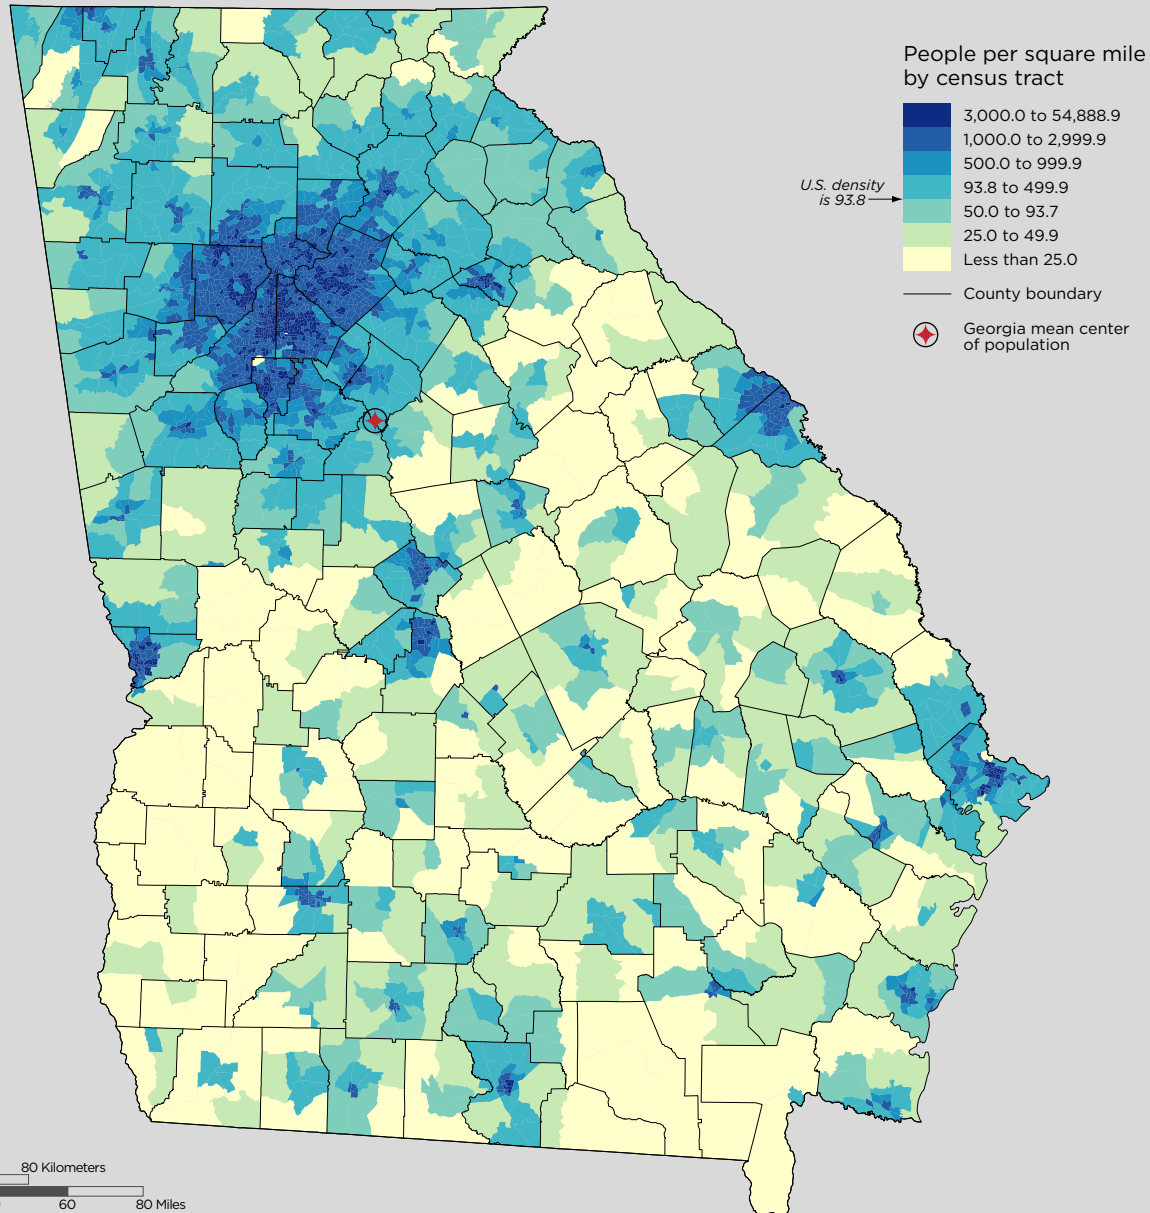 People per square mile
by census tract
3,000.0 to 54,888.9
1,000.0 to 2,999.9
500.0 to 999.9
93.8 to 499.9
U.S. density
is 93.8
50.0 to 93.7
25.0 to 49.9
Less than 25.0
County boundary
Georgia mean center
of population
80 Kilometers
60 80 Miles